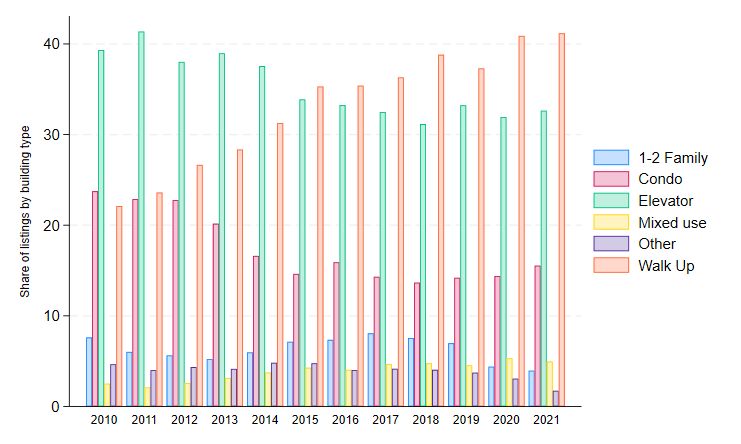 Share of listings by building type
40
30
20
10
0
2010 2011 2012 2013 2014 2015 2016 2017 2018 2019 2020 2021
1-2 Family
Condo
Elevator
Mixed use
Other
Walk Up